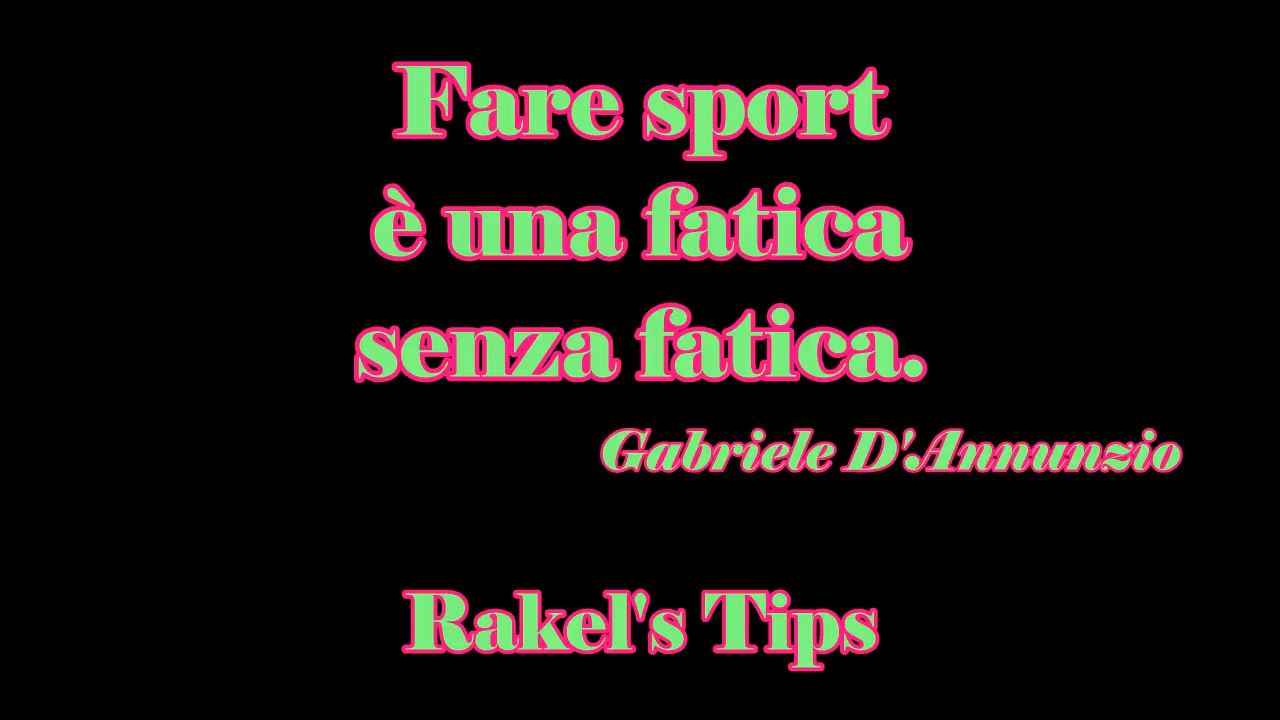 Fare sport
è una fatica
senza fatica.
Gabriele D'Annunzio
Rakel's Tips